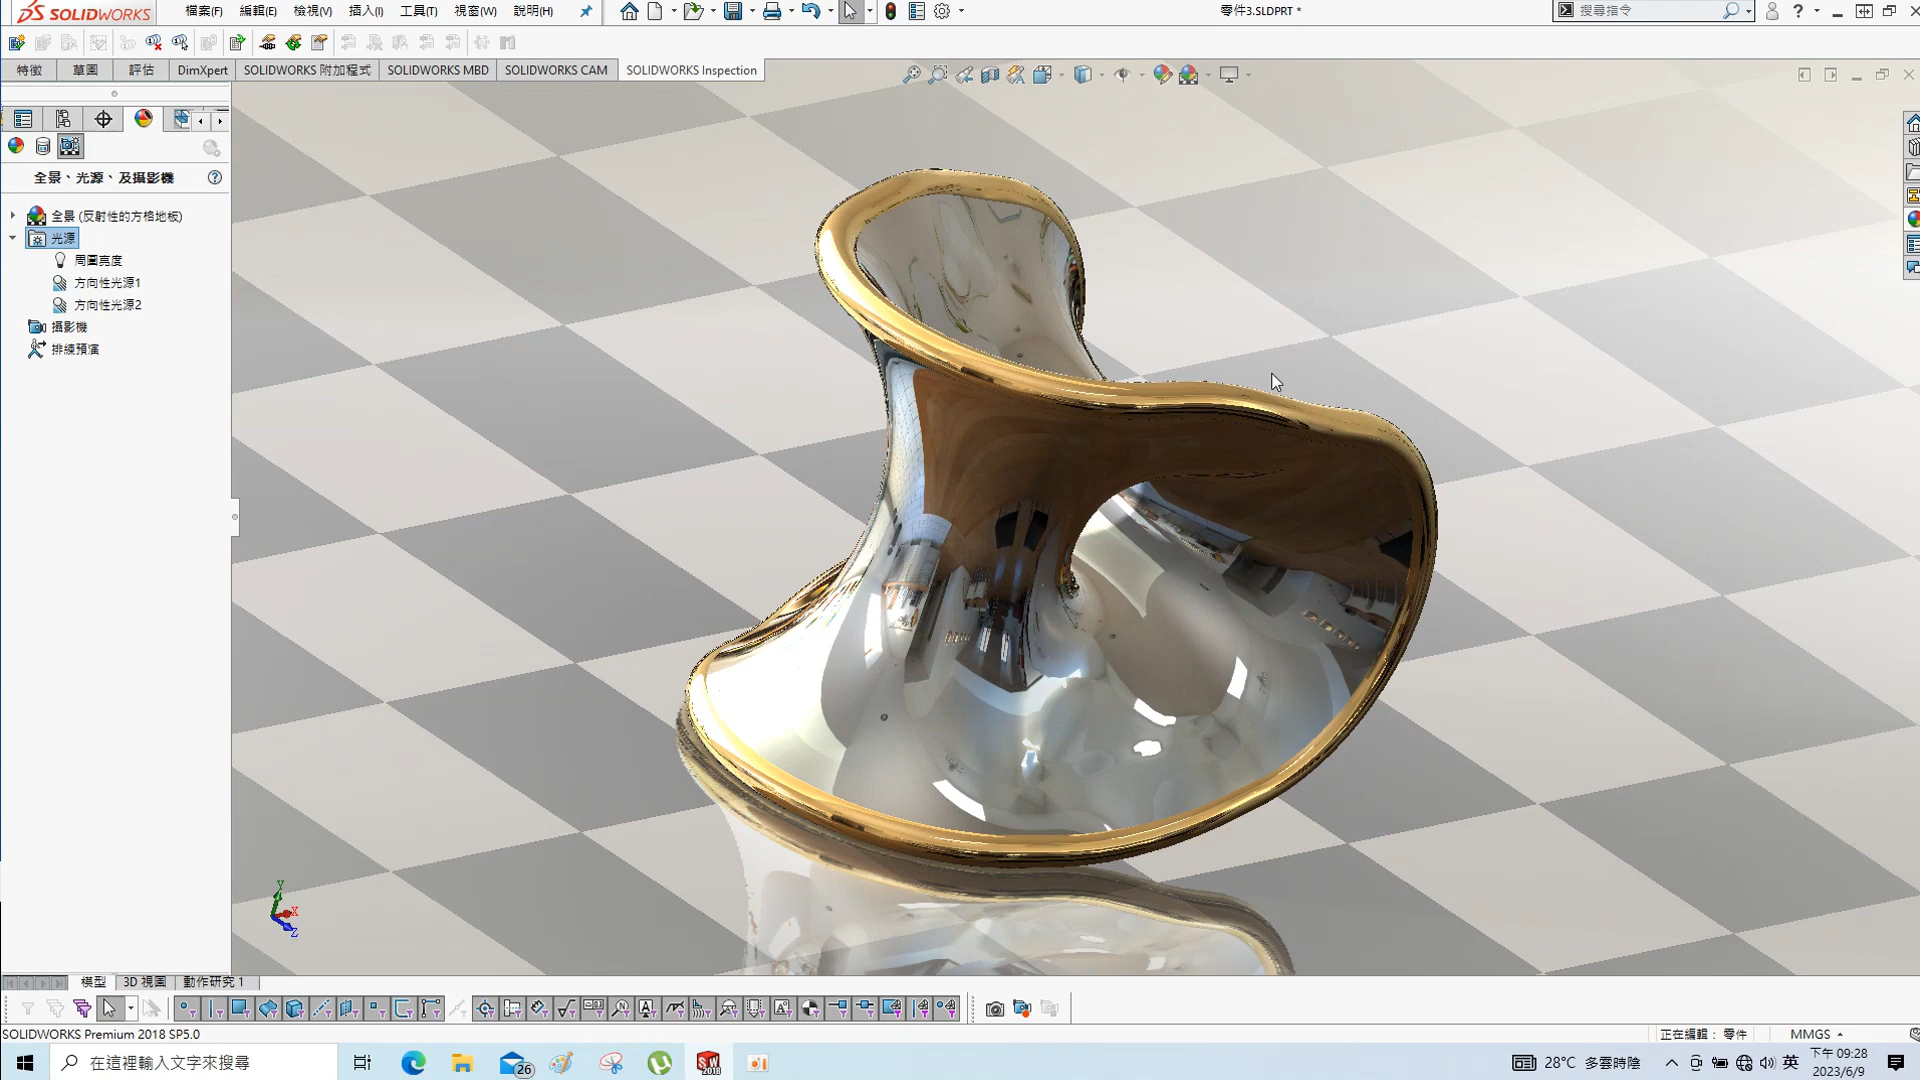 SOLIDWORKS 檔案(F) 編輯(E) 檢視(V) 插入(I) 工具(T) 視窗(W) 說明(H) 零件3.SLDPRT * 搜尋指令 ?
特徵 草圖 評估 DimXpert SOLIDWORKS 附加程式 SOLIDWORKS MBD SOLIDWORKS CAM SOLIDWORKS Inspection
全景、光源、及攝影機 ?
全景 (反射性的方格地板)
光源
周圍亮度
方向性光源1
方向性光源2
攝影機
排練預演
Y
X
Z
模型 3D 視圖 動作研究 1
SOLIDWORKS Premium 2018 SP5.0 正在編輯： 零件 MMGS
在這裡輸入文字來搜尋 26 SW 2018 28°C 多雲時陰 英 下午 09:28
2023/6/9